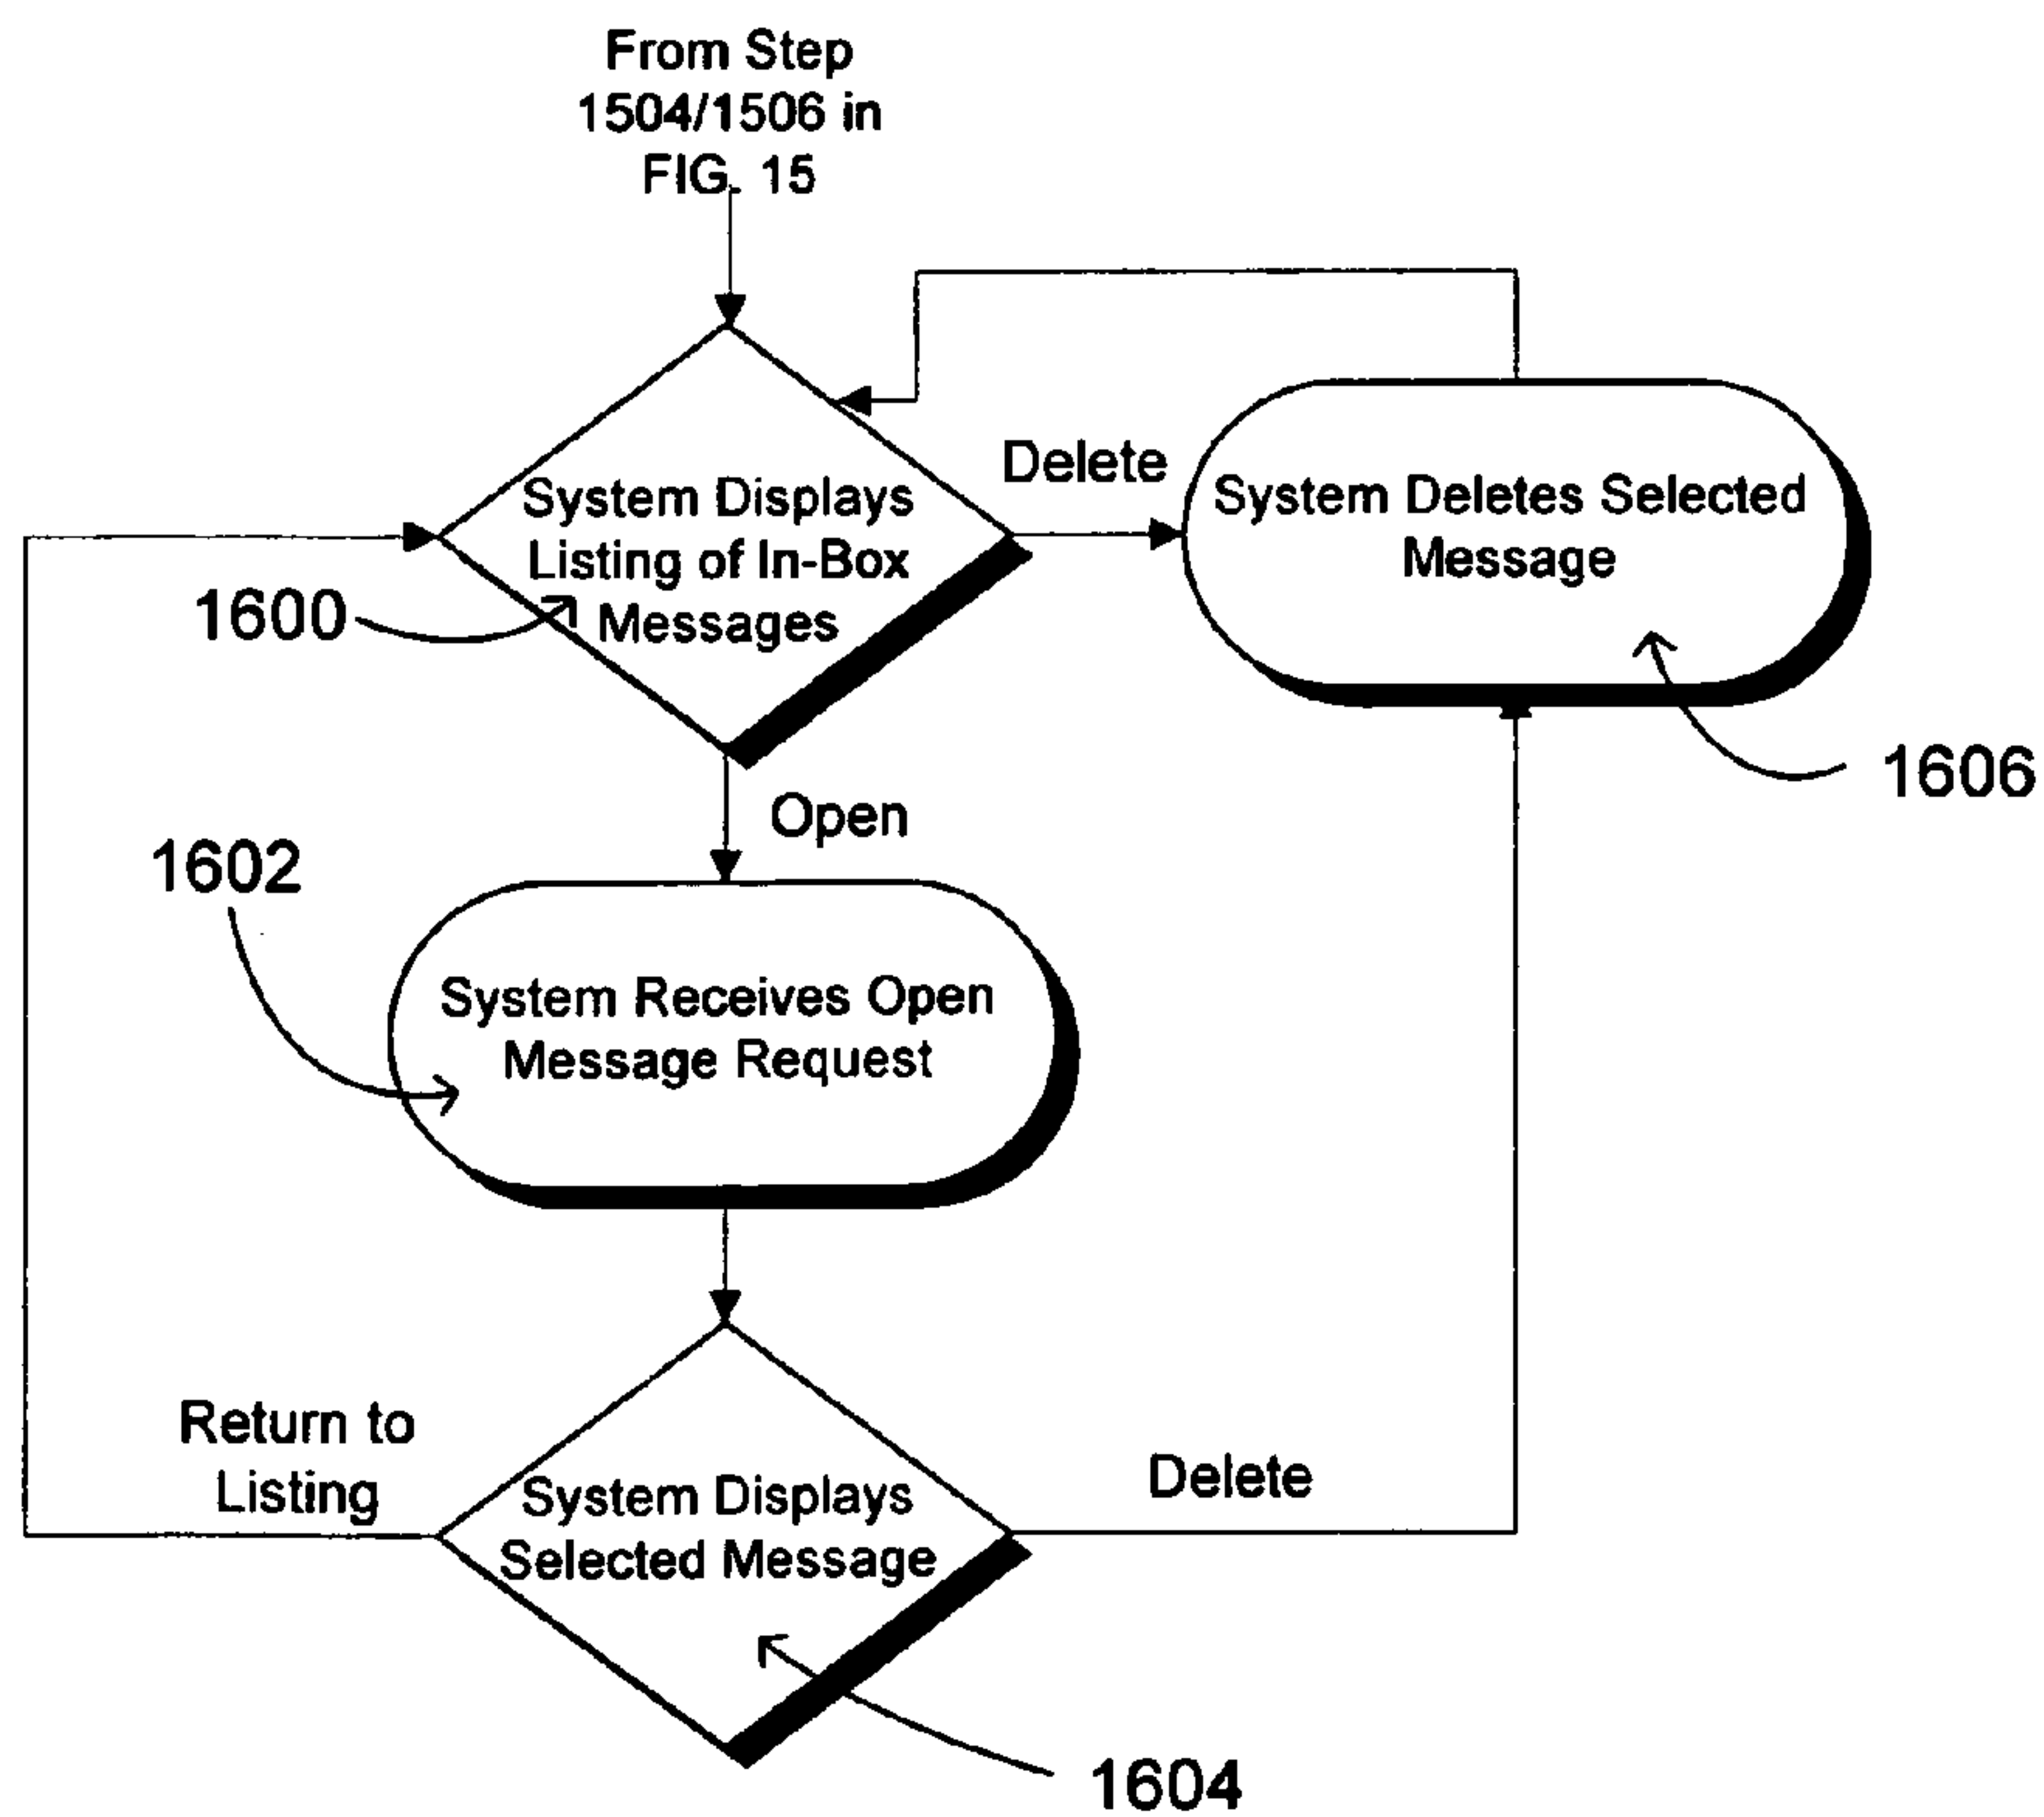 From Step
1504/1506 in
FIG. 15
Delete
System Displays
Listing of In-Box
Messages
System Deletes Selected
Message
1600
1606
Open
1602
System Receives Open
Message Request
Return to
Listing
System Displays
Selected Message
Delete
1604